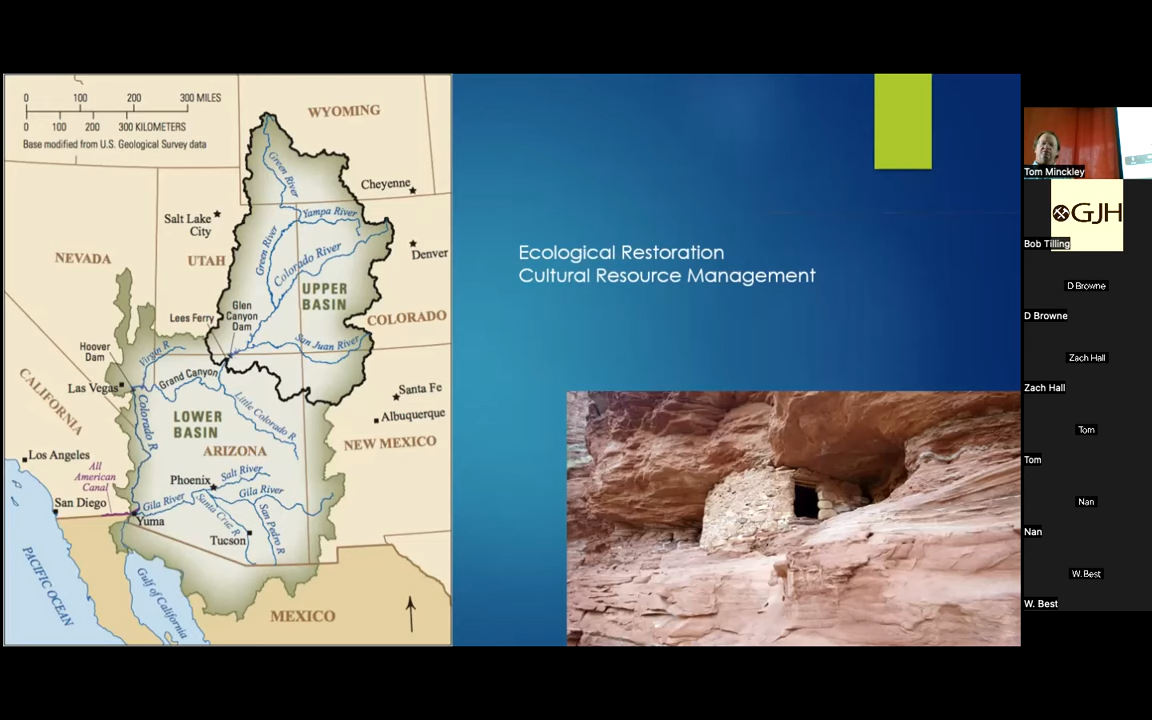 0 100 200 300 MILES
0 100 200 300 KILOMETERS
Base modified from U.S. Geological Survey data
WYOMING
Green River
Cheyenne
Salt Lake
City
Yampa River
NEVADA
UTAH
Green River
Colorado River
Denver
UPPER
BASIN
Lees Ferry
Glen
Canyon
Dam
COLORADO
San Juan River
Hoover
Dam
Virgin R
Las Vegas
Grand Canyon
CALIFORNIA
Colorado R
LOWER
BASIN
Little Colorado R
Santa Fe
Albuquerque
NEW MEXICO
ARIZONA
Los Angeles
All
American
Canal
Phoenix
Salt River
Gila River
San Diego
Gila River
Yuma
Santa Cruz R
San Pedro R
Tucson
PACIFIC OCEAN
Gulf of California
MEXICO
Ecological Restoration
Cultural Resource Management
Tom Minckley
GJH
Bob Tilling
D Browne
D Browne
Zach Hall
Zach Hall
Tom
Tom
Nan
Nan
W. Best
W. Best